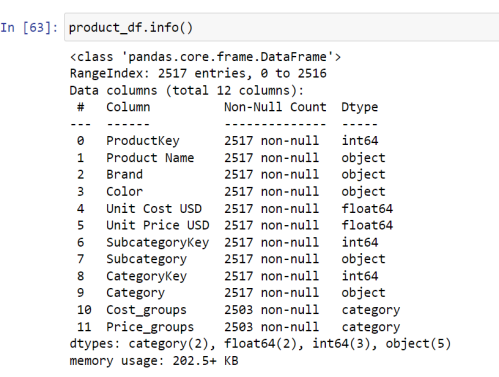 In [63]: product_df.info()
<class 'pandas.core.frame.DataFrame'>
RangeIndex: 2517 entries, 0 to 2516
Data columns (total 12 columns):
 #   Column           Non-Null Count  Dtype
---  ------           --------------  -----
 0   ProductKey       2517 non-null   int64
 1   Product Name     2517 non-null   object
 2   Brand            2517 non-null   object
 3   Color            2517 non-null   object
 4   Unit Cost USD    2517 non-null   float64
 5   Unit Price USD   2517 non-null   float64
 6   SubcategoryKey   2517 non-null   int64
 7   Subcategory      2517 non-null   object
 8   CategoryKey      2517 non-null   int64
 9   Category         2517 non-null   object
 10  Cost_groups      2503 non-null   category
 11  Price_groups     2503 non-null   category
dtypes: category(2), float64(2), int64(3), object(5)
memory usage: 202.5+ KB